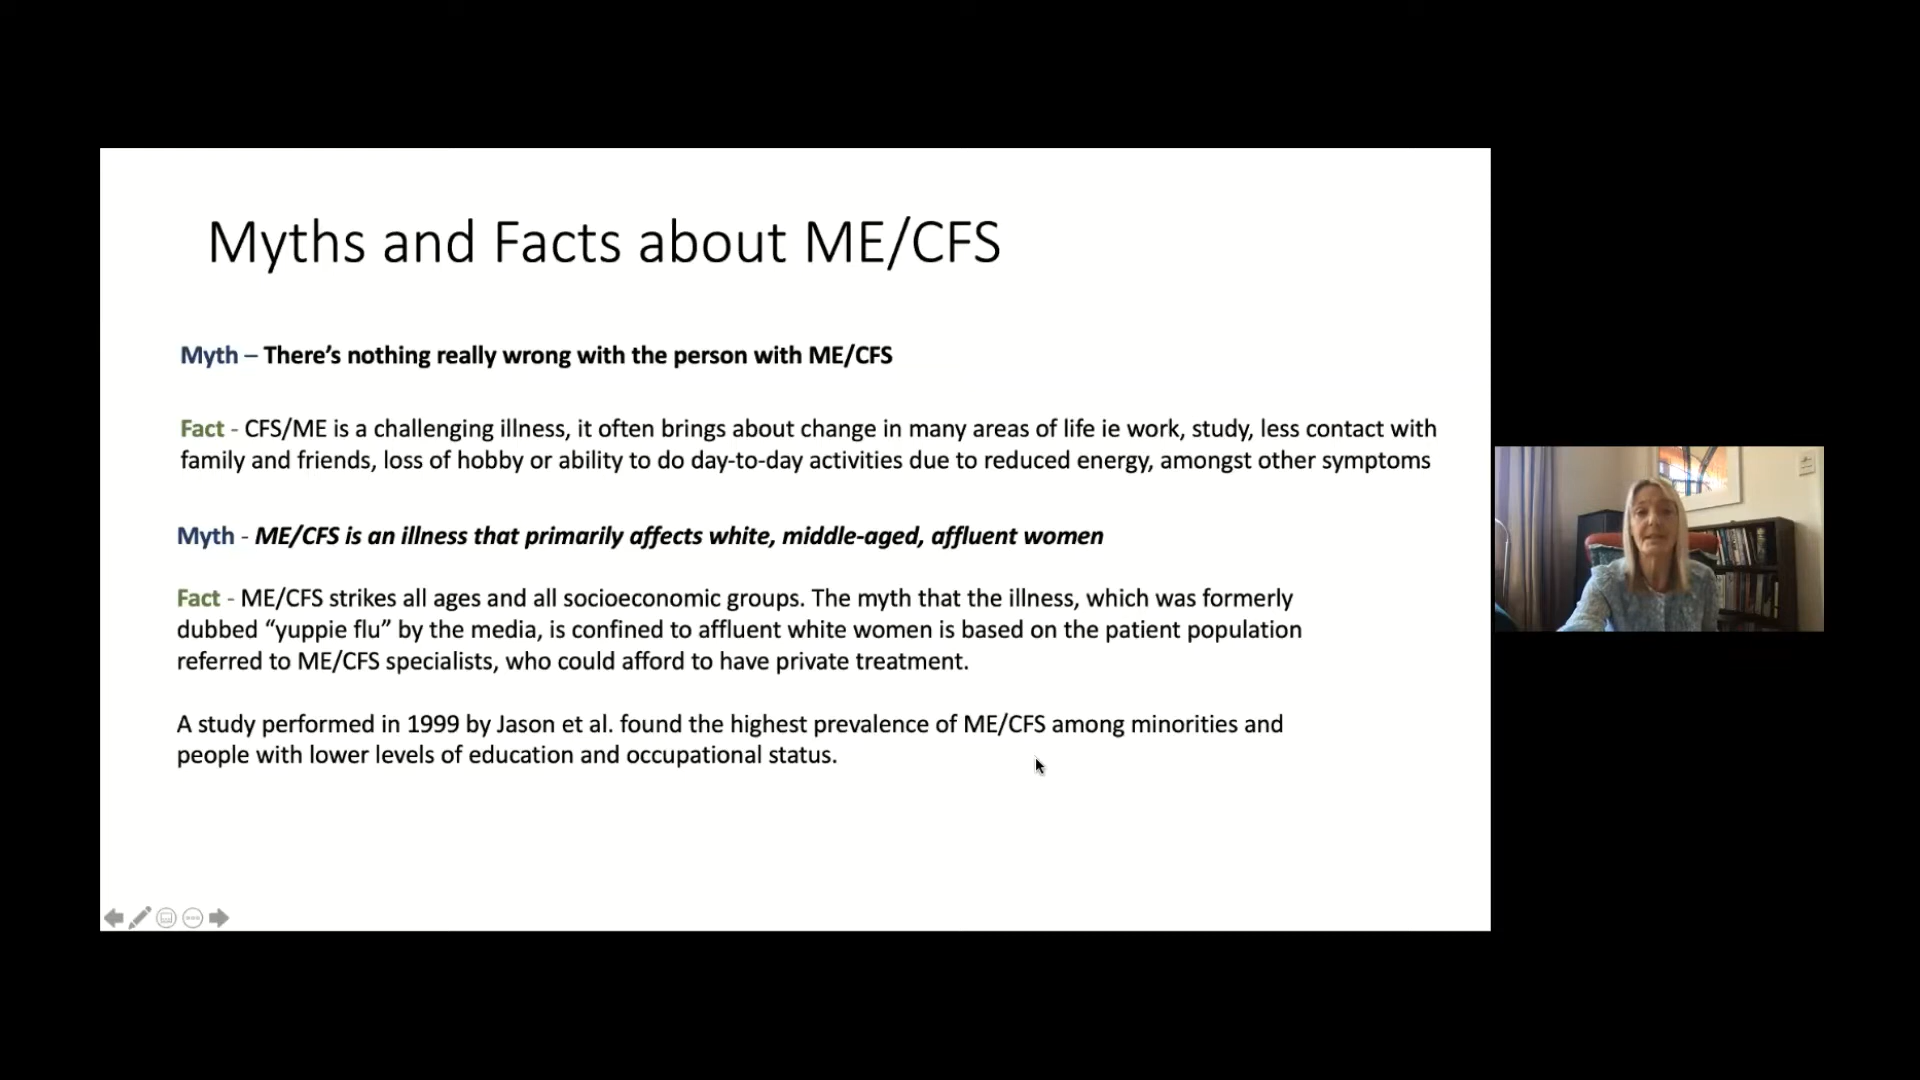 Myths and Facts about ME/CFS
Myth – There's nothing really wrong with the person with ME/CFS
Fact - CFS/ME is a challenging illness, it often brings about change in many areas of life ie work, study, less contact with
family and friends, loss of hobby or ability to do day-to-day activities due to reduced energy, amongst other symptoms
Myth - ME/CFS is an illness that primarily affects white, middle-aged, affluent women
Fact - ME/CFS strikes all ages and all socioeconomic groups. The myth that the illness, which was formerly
dubbed “yuppie flu” by the media, is confined to affluent white women is based on the patient population
referred to ME/CFS specialists, who could afford to have private treatment.
A study performed in 1999 by Jason et al. found the highest prevalence of ME/CFS among minorities and
people with lower levels of education and occupational status.